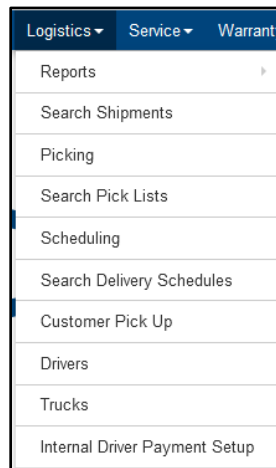 Logistics Service Warrant
Reports
Search Shipments
Picking
Search Pick Lists
Scheduling
Search Delivery Schedules
Customer Pick Up
Drivers
Trucks
Internal Driver Payment Setup